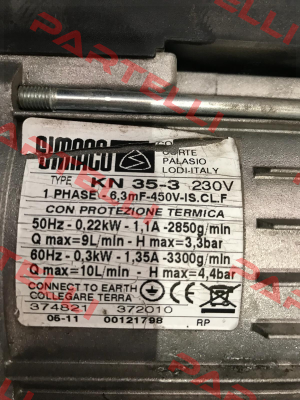 PARTELLI
SIMACO
CORTE
PALASIO
LODI-ITALY
TYPE KN 35-3 230V
1 PHASE 6,3mF-450V-IS.CL.F
CON PROTEZIONE TERMICA
50Hz - 0,22kW - 1,1A -2850g/min
Q max=9L/min - H max=3,3bar
60Hz - 0,3kW - 1,35A -3300g/min
Q max=10L/min - H max=4,4bar
CONNECT TO EARTH
COLLEGARE TERRA
374821 372010
05-11 00121798 RP